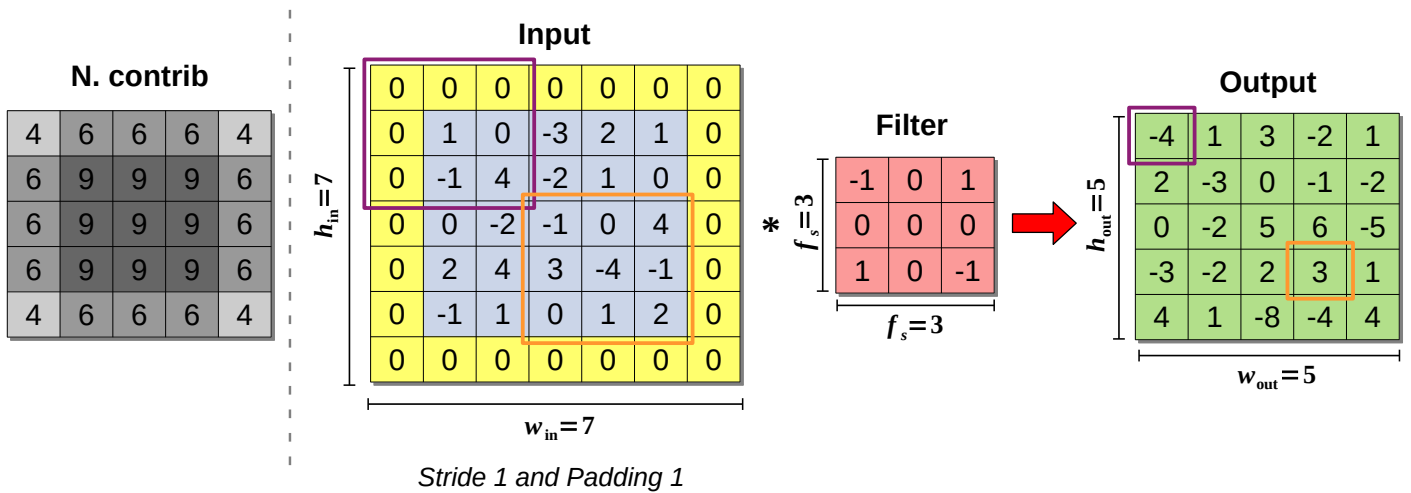 N. contrib
4 6 6 6 4
6 9 9 9 6
6 9 9 9 6
6 9 9 9 6
4 6 6 6 4
Input
0 0 0 0 0 0 0
0 1 0 -3 2 1 0
0 -1 4 -2 1 0 0
0 0 -2 -1 0 4 0
0 2 4 3 -4 -1 0
0 -1 1 0 1 2 0
0 0 0 0 0 0 0
h in = 7
w in = 7
Stride 1 and Padding 1
*
Filter
-1 0 1
0 0 0
1 0 -1
f s = 3
f s = 3
Output
-4 1 3 -2 1
2 -3 0 -1 -2
0 -2 5 6 -5
-3 -2 2 3 1
4 1 -8 -4 4
h out = 5
w out = 5